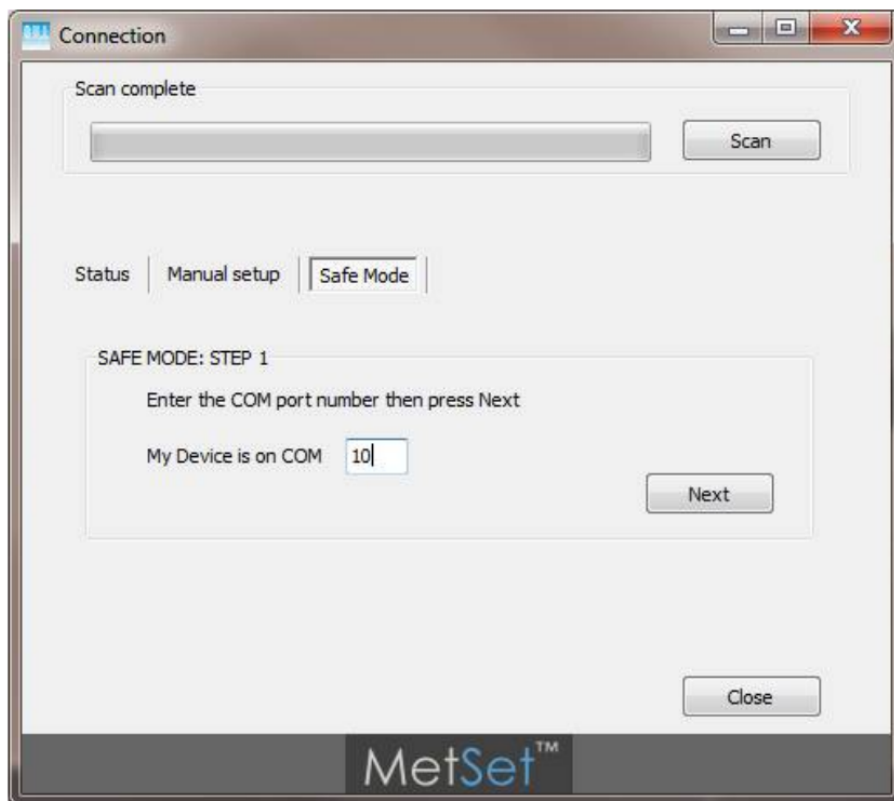 Connection
Scan complete
Scan
Status Manual setup Safe Mode
SAFE MODE: STEP 1
Enter the COM port number then press Next
My Device is on COM 10
Next
Close
MetSet™